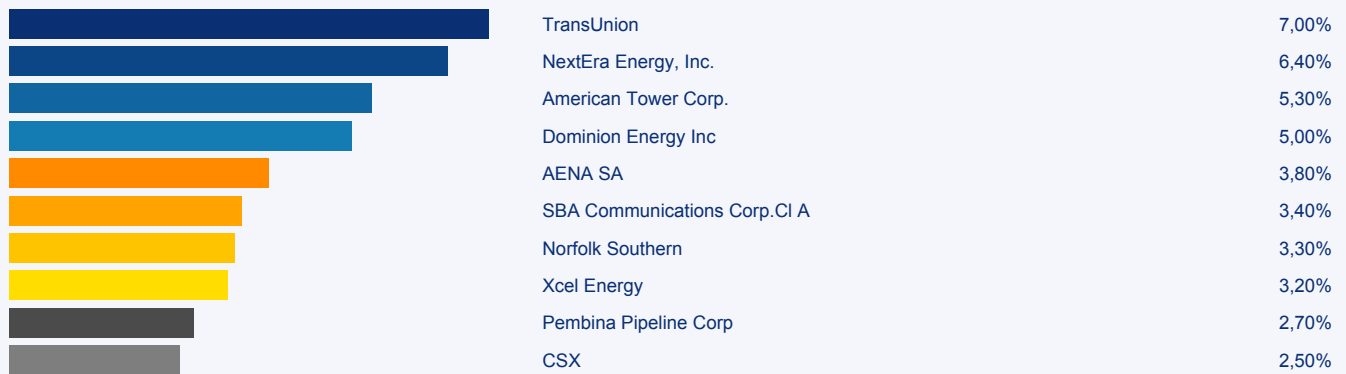 TransUnion 7,00%
NextEra Energy, Inc. 6,40%
American Tower Corp. 5,30%
Dominion Energy Inc 5,00%
AENA SA 3,80%
SBA Communications Corp.Cl A 3,40%
Norfolk Southern 3,30%
Xcel Energy 3,20%
Pembina Pipeline Corp 2,70%
CSX 2,50%